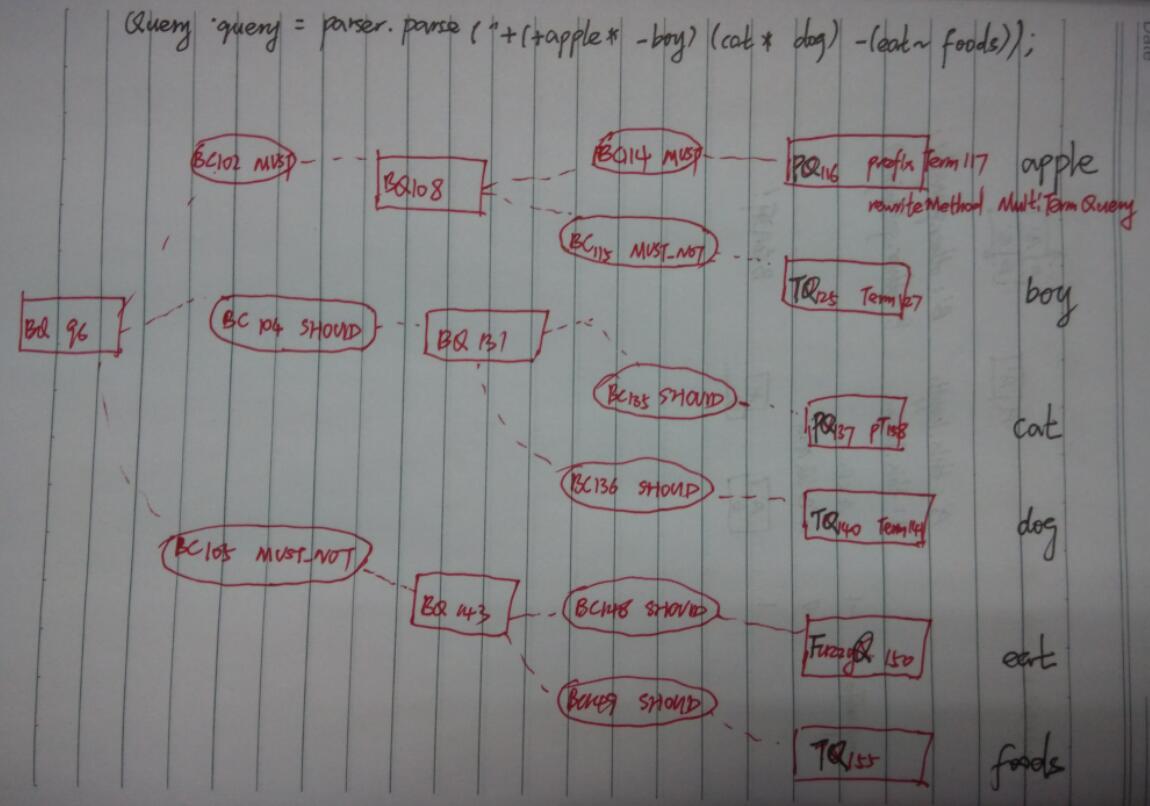 Query query = parser.parse("+(+apple* -boy) (cat* dog) -(eat~ foods));
BC102 MUST
BQ108
BQ114 MUST
PQ116 prefix Term117
apple
rewriteMethod MultiTermQuery
BC115 MUST_NOT
TQ125 Term127
boy
BQ 96
BC 104 SHOULD
BQ 131
BC135 SHOULD
PQ137 PT138
cat
BC136 SHOULD
TQ140 Term141
dog
BC105 MUST_NOT
BQ 143
BC148 SHOULD
FuzzyQ 150
eat
BC149 SHOULD
TQ155
foods